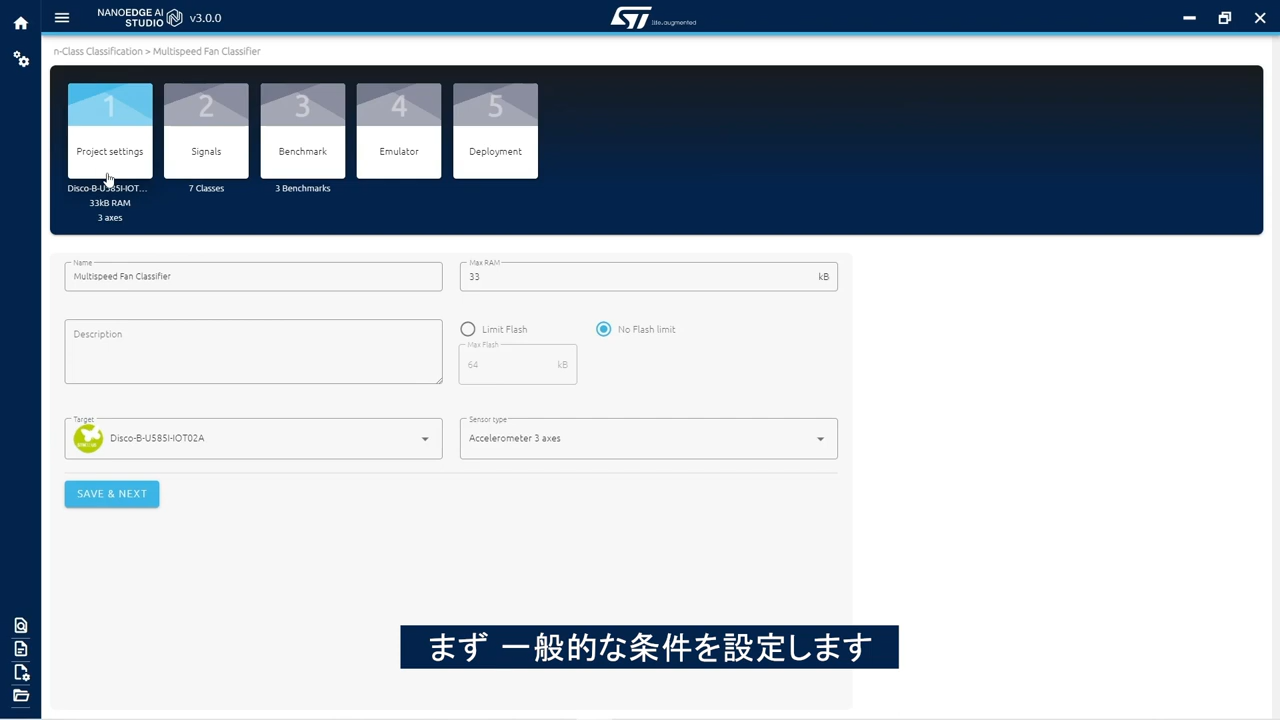 NANOEDGE AI
STUDIO v3.0.0
ST life.augmented
n-Class Classification > Multispeed Fan Classifier
1 2 3 4 5
Project settings Signals Benchmark Emulator Deployment
Disco-B-U585I-IOT... 7 Classes 3 Benchmarks
33kB RAM
3 axes
Name
Multispeed Fan Classifier
Max RAM
33 kB
Description
Limit Flash No Flash limit
Max Flash
64 kB
Target
Disco-B-U585I-IOT02A
Sensor type
Accelerometer 3 axes
SAVE & NEXT
まず 一般的な条件を設定します